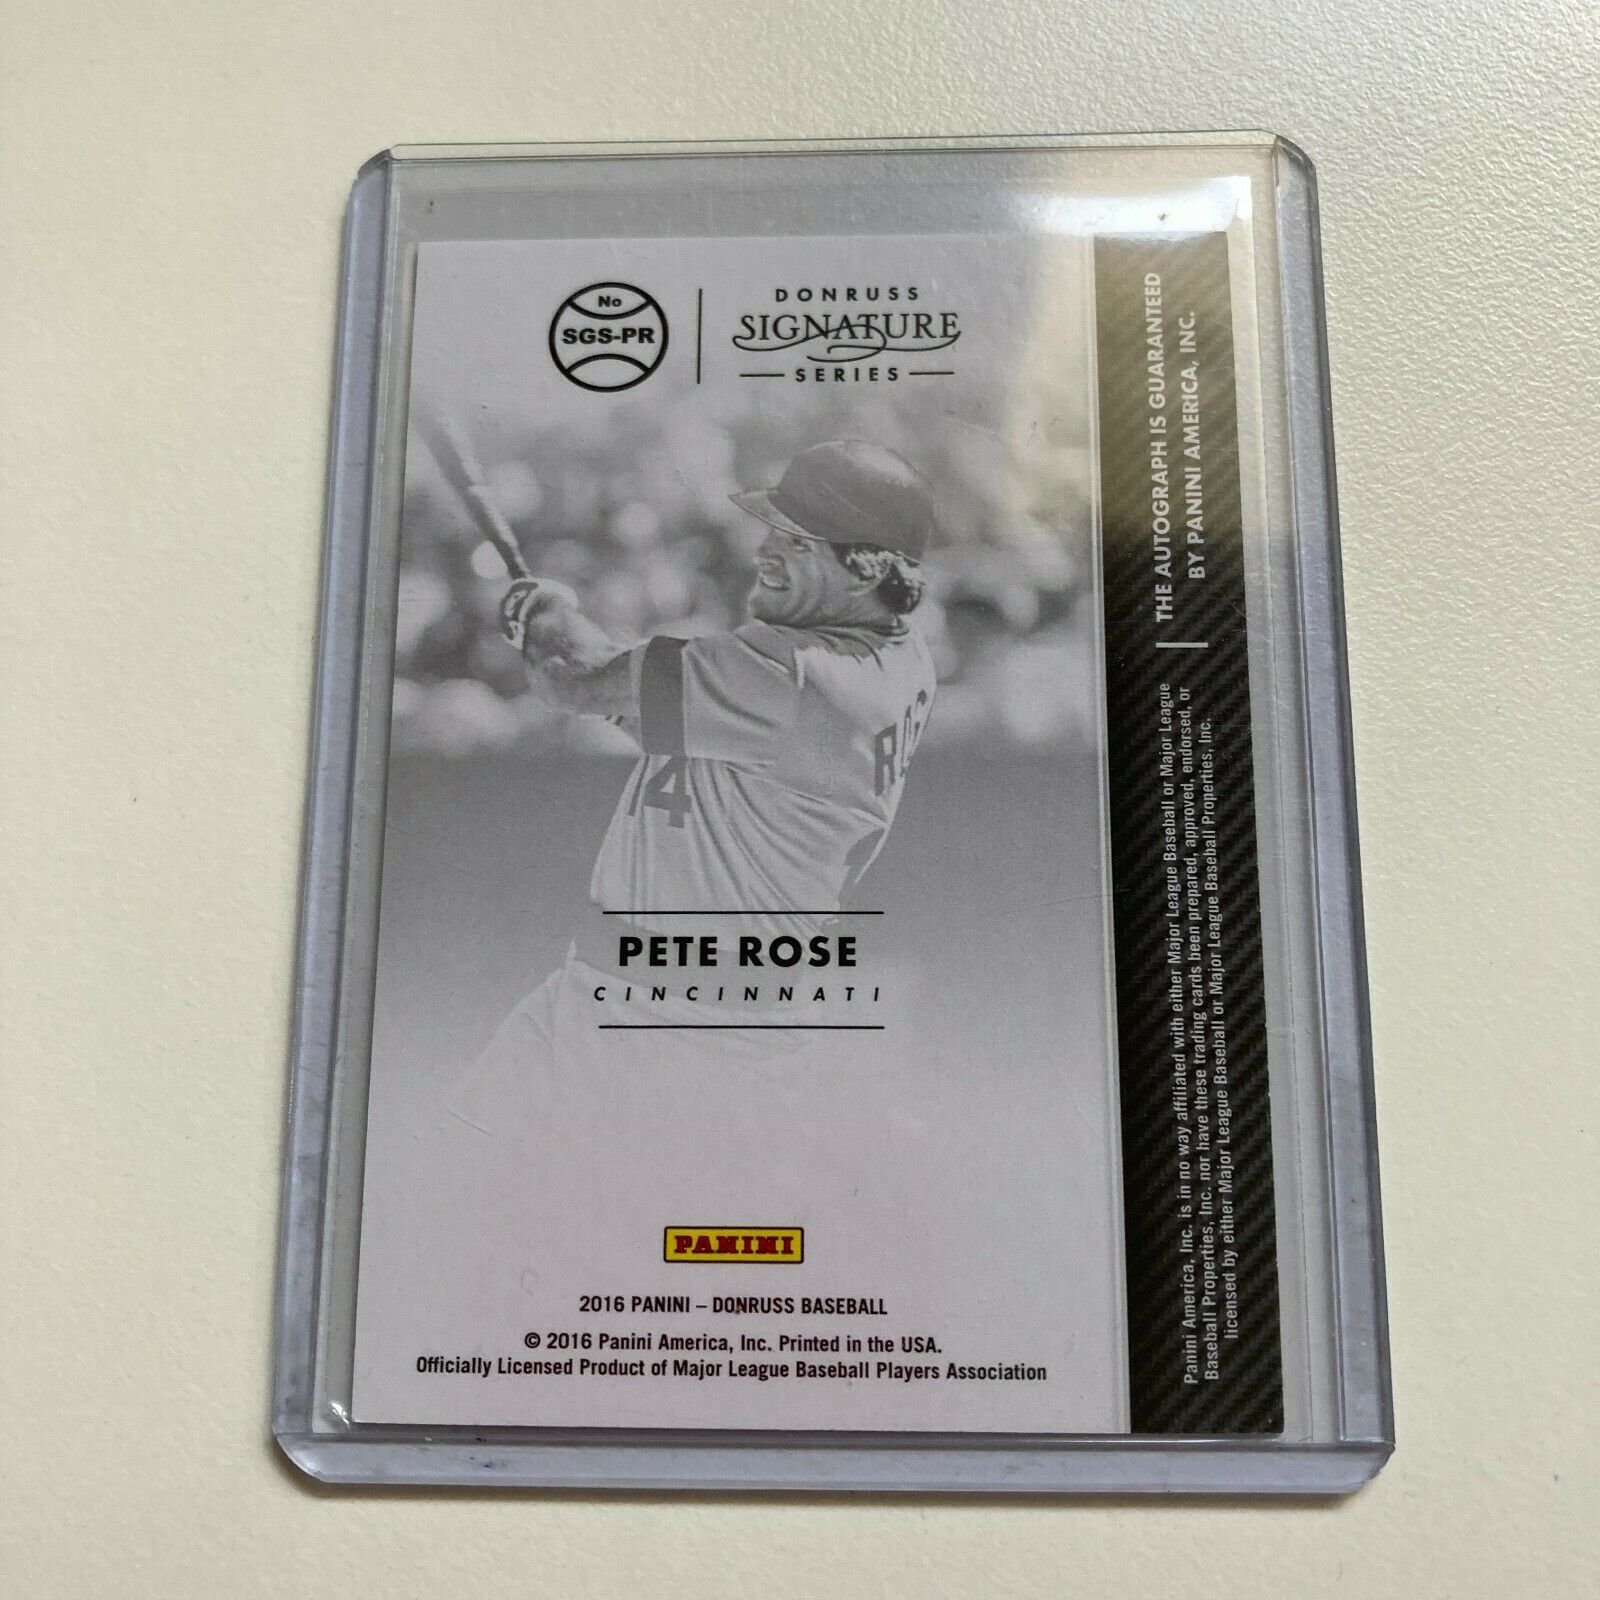 No
SGS-PR
DONRUSS
SIGNATURE
SERIES
14
PETE ROSE
CINCINNATI
PANINI
2016 PANINI – DONRUSS BASEBALL
© 2016 Panini America, Inc. Printed in the USA.
Officially Licensed Product of Major League Baseball Players Association
THE AUTOGRAPH IS GUARANTEED
BY PANINI AMERICA, INC.
Panini America, Inc. is in no way affiliated with either Major League Baseball or Major League
Baseball Properties, Inc. nor have these trading cards been prepared, approved, endorsed, or
licensed by either Major League Baseball or Major League Baseball Properties, Inc.